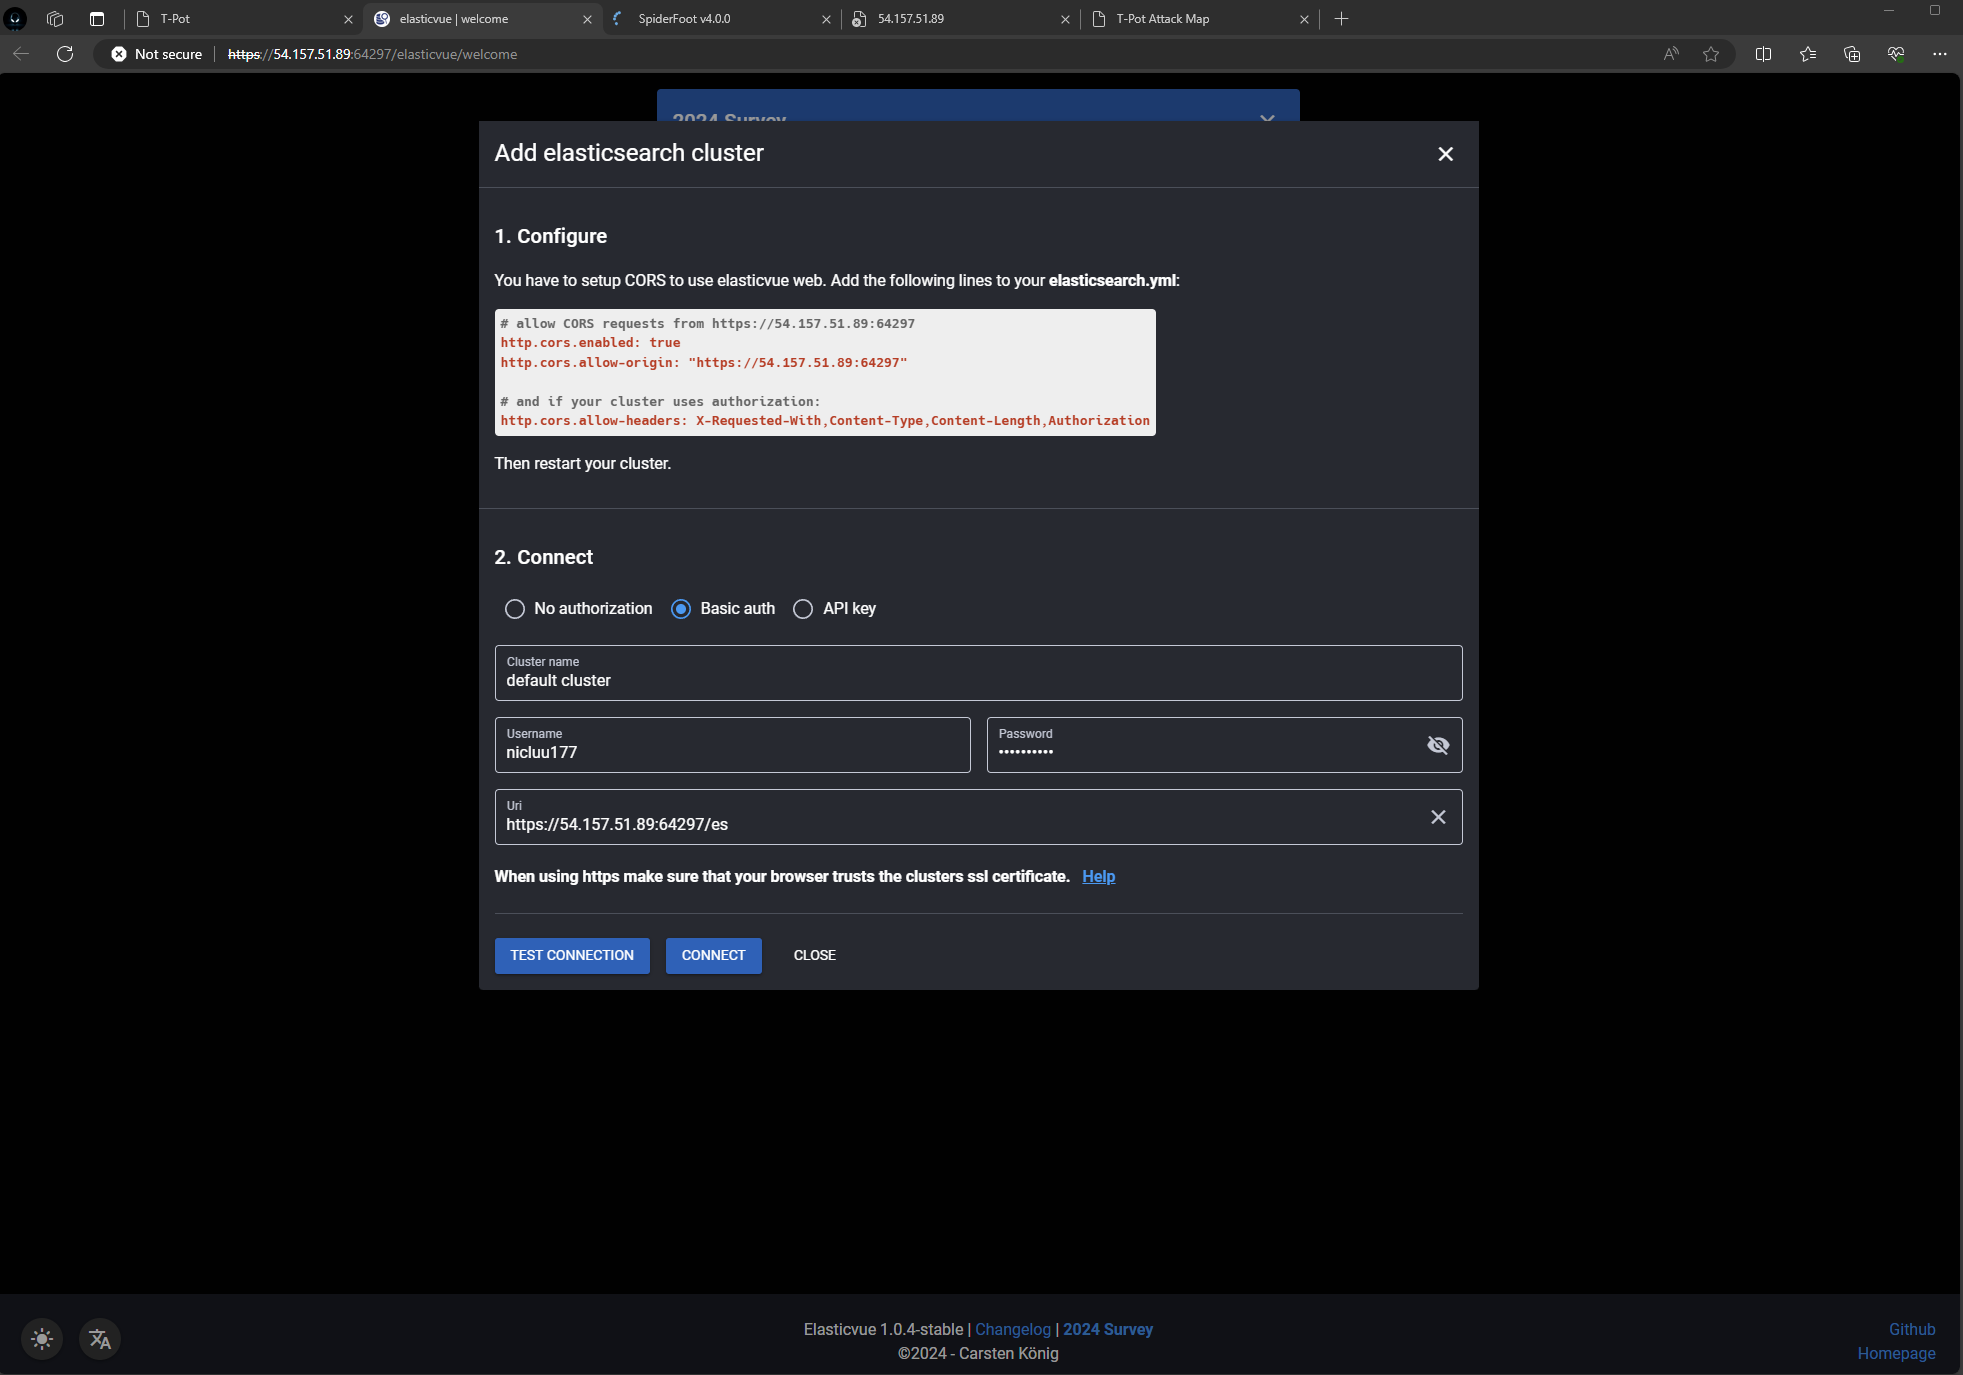 T-Pot
elasticvue | welcome
SpiderFoot v4.0.0
54.157.51.89
T-Pot Attack Map
Not secure
https://54.157.51.89:64297/elasticvue/welcome
2024 Survey
Add elasticsearch cluster
1. Configure
You have to setup CORS to use elasticvue web. Add the following lines to your elasticsearch.yml:
# allow CORS requests from https://54.157.51.89:64297
http.cors.enabled: true
http.cors.allow-origin: "https://54.157.51.89:64297"
# and if your cluster uses authorization:
http.cors.allow-headers: X-Requested-With,Content-Type,Content-Length,Authorization
Then restart your cluster.
2. Connect
No authorization
Basic auth
API key
Cluster name
default cluster
Username
nicluu177
Password
••••••••••
Uri
https://54.157.51.89:64297/es
When using https make sure that your browser trusts the clusters ssl certificate. Help
TEST CONNECTION
CONNECT
CLOSE
Elasticvue 1.0.4-stable | Changelog | 2024 Survey
©2024 - Carsten König
Github
Homepage